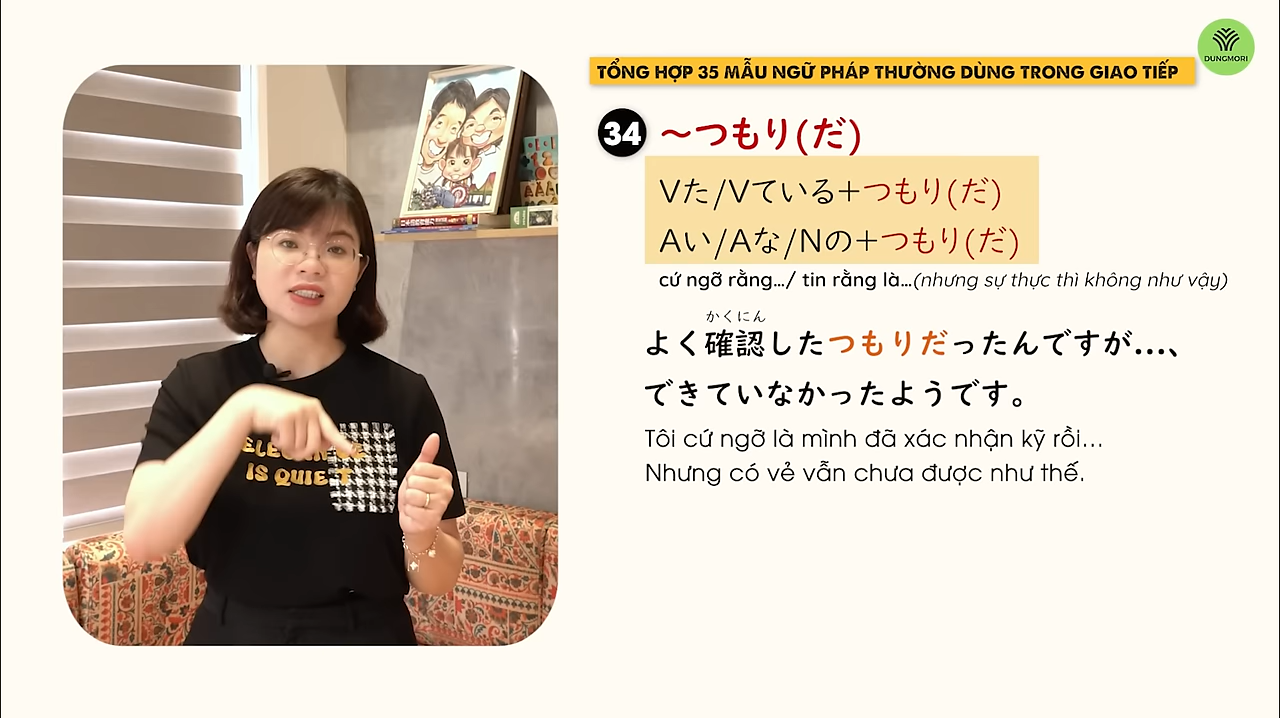 DUNGMORI
TỔNG HỢP 35 MẪU NGỮ PHÁP THƯỜNG DÙNG TRONG GIAO TIẾP
34 ~つもり(だ)
Vた/Vている+つもり(だ)
Aい/Aな/Nの+つもり(だ)
cứ ngỡ rằng.../ tin rằng là...(nhưng sự thực thì không như vậy)
かくにん
よく確認したつもりだったんですが...、
できていなかったようです。
Tôi cứ ngỡ là mình đã xác nhận kỹ rồi...
Nhưng có vẻ vẫn chưa được như thế.
IS QUIET